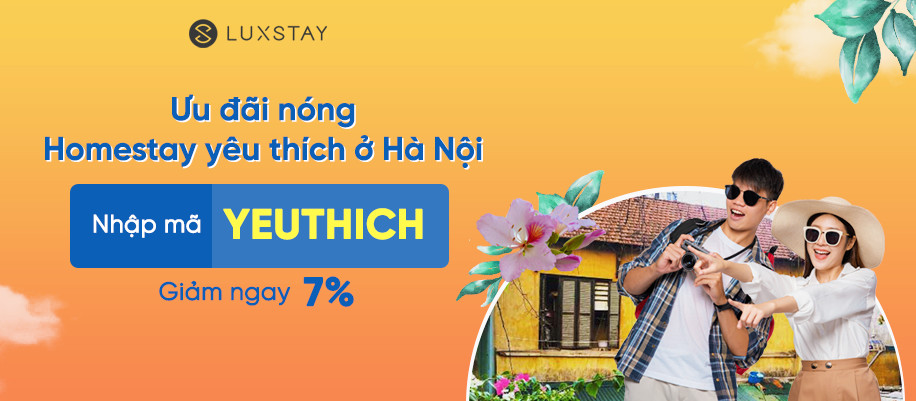 LUXSTAY
Ưu đãi nóng
Homestay yêu thích ở Hà Nội
Nhập mã YEUTHICH
Giảm ngay 7%